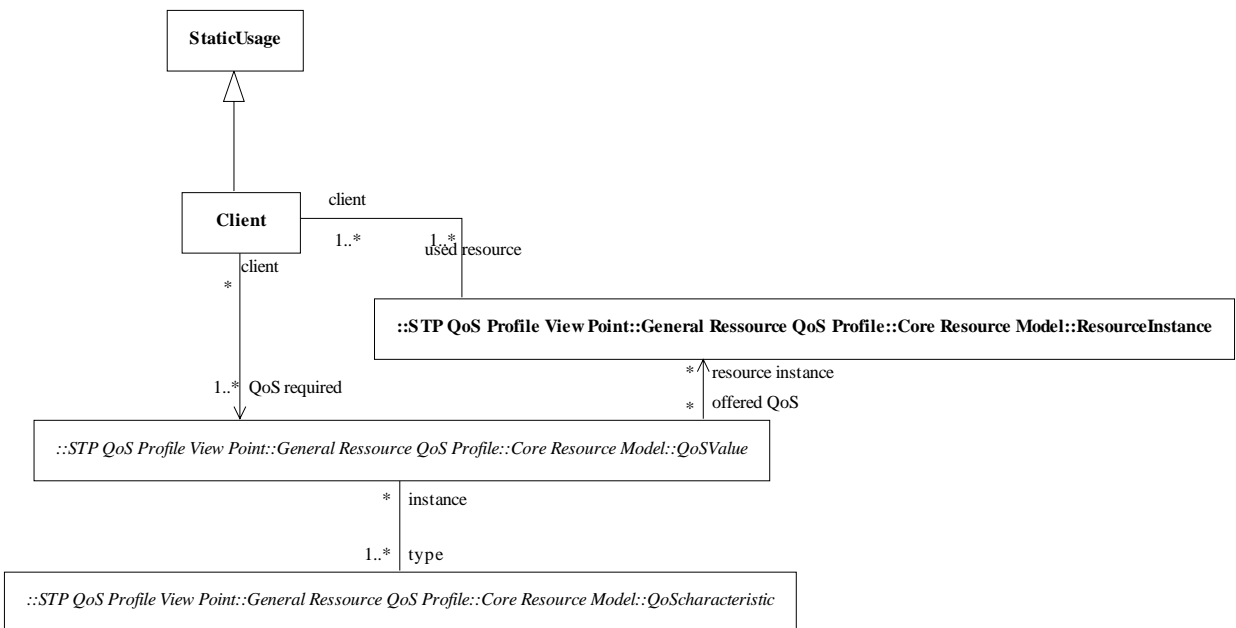 StaticUsage
Client
client
1..*
1..*
used resource
client
*
::STP QoS Profile View Point::General Ressource QoS Profile::Core Resource Model::ResourceInstance
* resource instance
1..* QoS required
* offered QoS
::STP QoS Profile View Point::General Ressource QoS Profile::Core Resource Model::QoSValue
* instance
1..* type
::STP QoS Profile View Point::General Ressource QoS Profile::Core Resource Model::QoScharacteristic